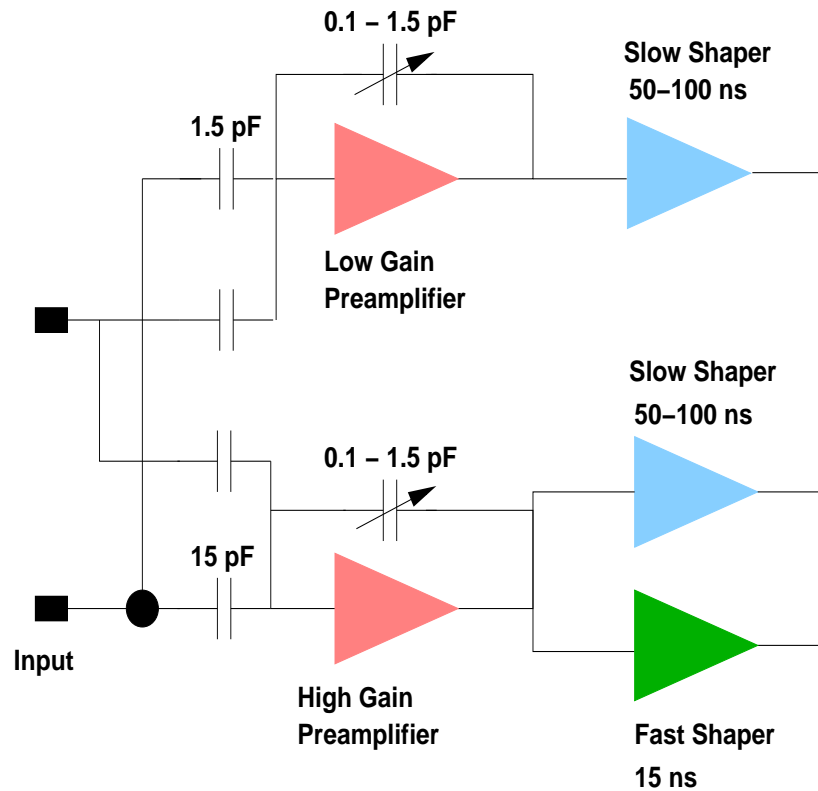 0.1 – 1.5 pF
Slow Shaper
50–100 ns
1.5 pF
Low Gain
Preamplifier
Slow Shaper
50–100 ns
0.1 – 1.5 pF
15 pF
Input
High Gain
Preamplifier
Fast Shaper
15 ns